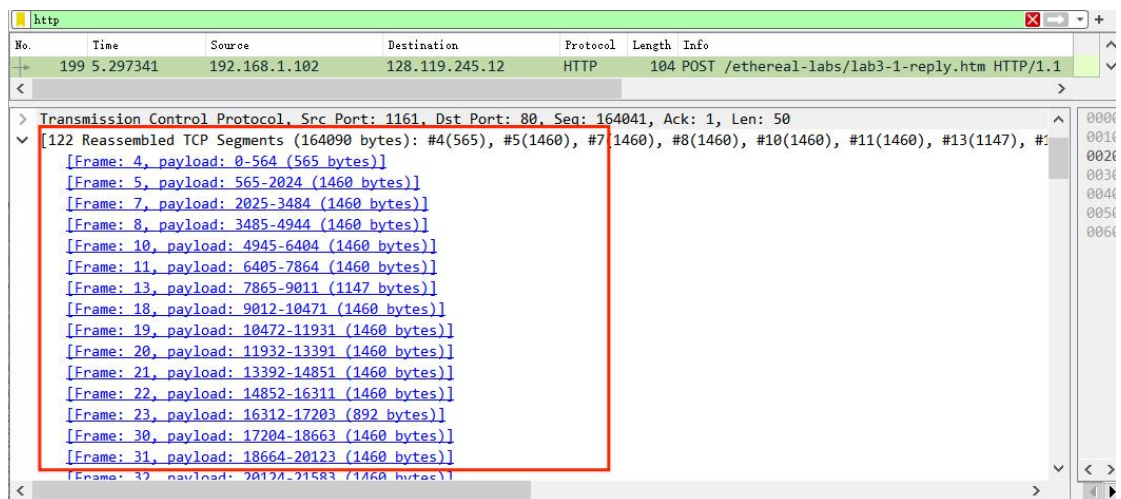 http
No. Time Source Destination Protocol Length Info
199 5.297341 192.168.1.102 128.119.245.12 HTTP 104 POST /ethereal-labs/lab3-1-reply.htm HTTP/1.1
Transmission Control Protocol, Src Port: 1161, Dst Port: 80, Seq: 164041, Ack: 1, Len: 50
[122 Reassembled TCP Segments (164090 bytes): #4(565), #5(1460), #7(1460), #8(1460), #10(1460), #11(1460), #13(1147),
[Frame: 4, payload: 0-564 (565 bytes)]
[Frame: 5, payload: 565-2024 (1460 bytes)]
[Frame: 7, payload: 2025-3484 (1460 bytes)]
[Frame: 8, payload: 3485-4944 (1460 bytes)]
[Frame: 10, payload: 4945-6404 (1460 bytes)]
[Frame: 11, payload: 6405-7864 (1460 bytes)]
[Frame: 13, payload: 7865-9011 (1147 bytes)]
[Frame: 18, payload: 9012-10471 (1460 bytes)]
[Frame: 19, payload: 10472-11931 (1460 bytes)]
[Frame: 20, payload: 11932-13391 (1460 bytes)]
[Frame: 21, payload: 13392-14851 (1460 bytes)]
[Frame: 22, payload: 14852-16311 (1460 bytes)]
[Frame: 23, payload: 16312-17203 (892 bytes)]
[Frame: 30, payload: 17204-18663 (1460 bytes)]
[Frame: 31, payload: 18664-20123 (1460 bytes)]
[Frame: 32, payload: 20124-21583 (1460 bytes)]
0020